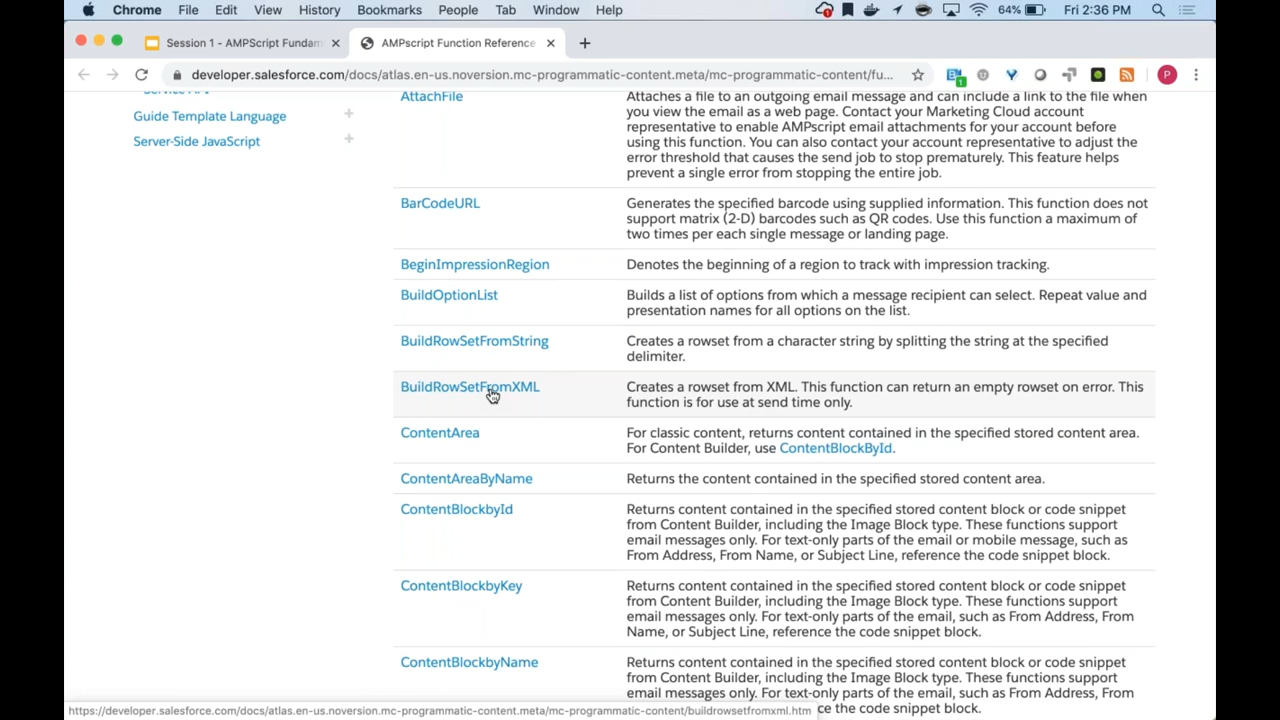 Chrome File Edit View History Bookmarks People Tab Window Help 64% Fri 2:36 PM
Session 1 - AMPScript Fundam AMPscript Function Reference
developer.salesforce.com/docs/atlas.en-us.noversion.mc-programmatic-content.meta/mc-programmatic-content/fu... 1 P
Service API
Guide Template Language
Server-Side JavaScript
AttachFile
Attaches a file to an outgoing email message and can include a link to the file when
you view the email as a web page. Contact your Marketing Cloud account
representative to enable AMPscript email attachments for your account before
using this function. You can also contact your account representative to adjust the
error threshold that causes the send job to stop prematurely. This feature helps
prevent a single error from stopping the entire job.
BarCodeURL
Generates the specified barcode using supplied information. This function does not
support matrix (2-D) barcodes such as QR codes. Use this function a maximum of
two times per each single message or landing page.
BeginImpressionRegion
Denotes the beginning of a region to track with impression tracking.
BuildOptionList
Builds a list of options from which a message recipient can select. Repeat value and
presentation names for all options on the list.
BuildRowSetFromString
Creates a rowset from a character string by splitting the string at the specified
delimiter.
BuildRowSetFromXML
Creates a rowset from XML. This function can return an empty rowset on error. This
function is for use at send time only.
ContentArea
For classic content, returns content contained in the specified stored content area.
For Content Builder, use ContentBlockById.
ContentAreaByName
Returns the content contained in the specified stored content area.
ContentBlockbyId
Returns content contained in the specified stored content block or code snippet
from Content Builder, including the Image Block type. These functions support
email messages only. For text-only parts of the email or mobile message, such as
From Address, From Name, or Subject Line, reference the code snippet block.
ContentBlockbyKey
Returns content contained in the specified stored content block or code snippet
from Content Builder, including the Image Block type. These functions support
email messages only. For text-only parts of the email, such as From Address, From
Name, or Subject Line, reference the code snippet block.
ContentBlockbyName
Returns content contained in the specified stored content block or code snippet
from Content Builder, including the Image Block type. These functions support
email messages only. For text-only parts of the email, such as From Address, From
ce the code snippet block.
https://developer.salesforce.com/docs/atlas.en-us.noversion.mc-programmatic-content.meta/mc-programmatic-content/buildrowsetfromxml.htm